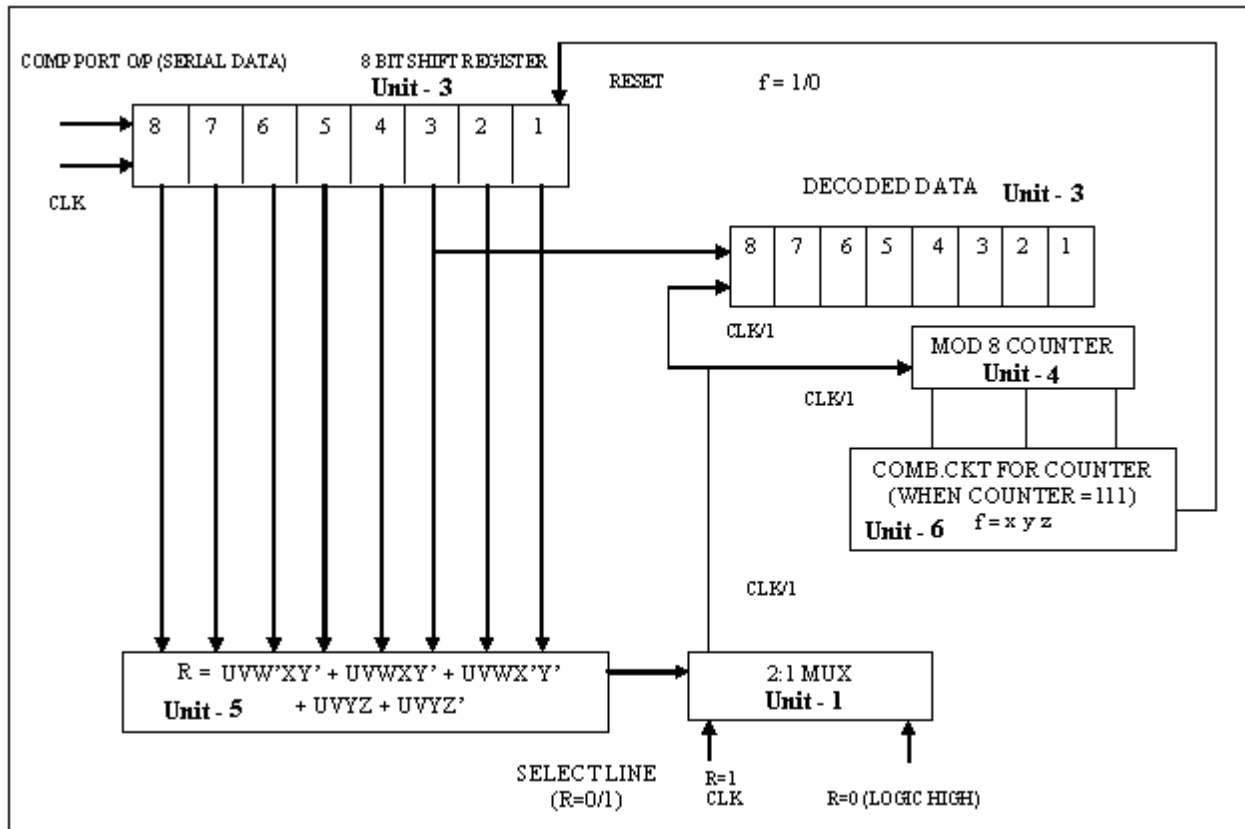 COMP PORT O/P (SERIAL DATA)
8 BIT SHIFT REGISTER
Unit - 3
RESET
f = 1/0
8 7 6 5 4 3 2 1
CLK
DECODED DATA
Unit - 3
8 7 6 5 4 3 2 1
CLK/1
MOD 8 COUNTER
Unit - 4
CLK/1
COMB.CKT FOR COUNTER
(WHEN COUNTER =111)
f = x y z
Unit - 6
CLK/1
R = UVW'XY' + UVWXY' + UVWX'Y'
+ UVYZ + UVYZ'
Unit - 5
2:1 MUX
Unit - 1
SELECT LINE
(R=0/1)
R=1
CLK
R=0 (LOGIC HIGH)